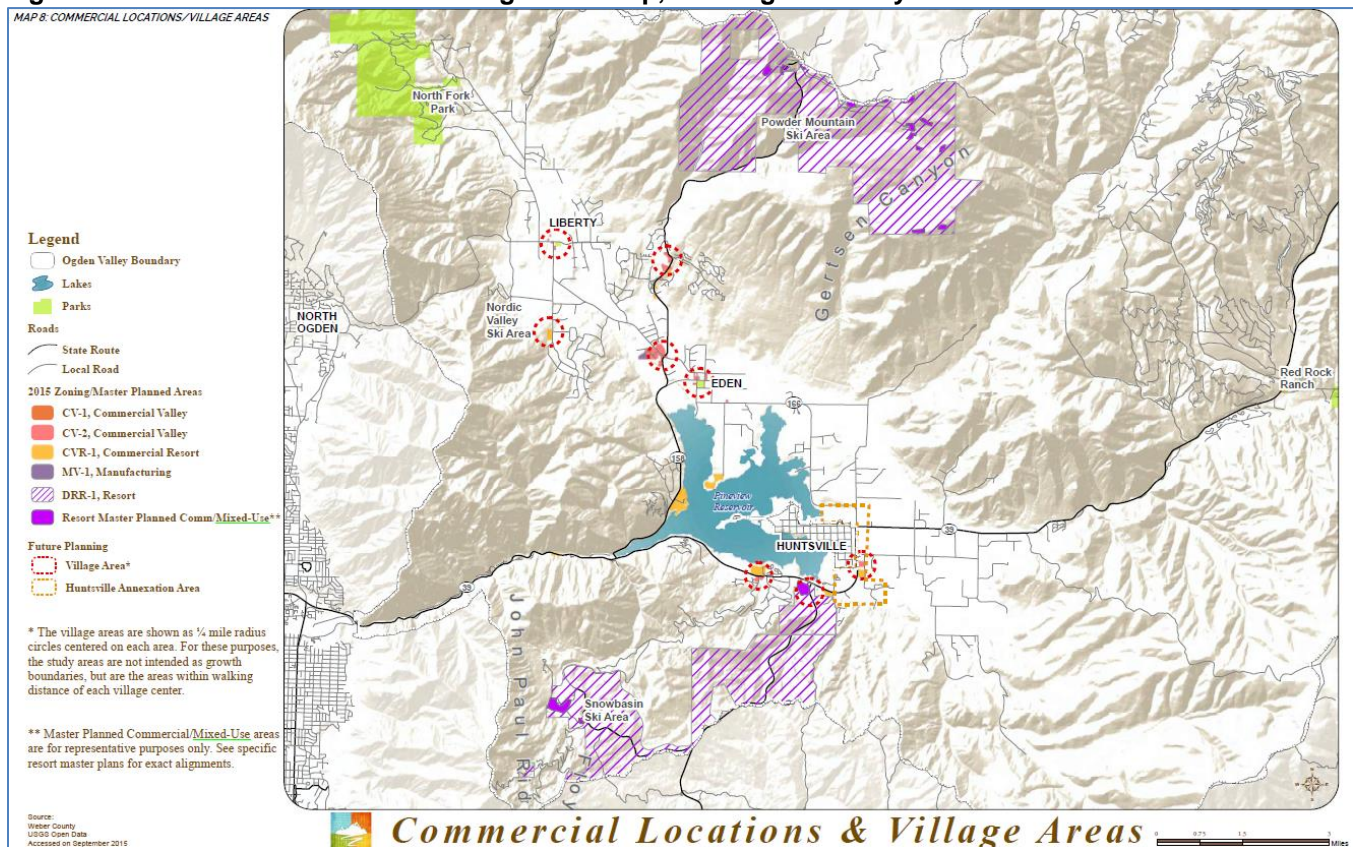 MAP 8: COMMERCIAL LOCATIONS/VILLAGE AREAS
North Fork
Park
Powder Mountain
Ski Area
Gertsen Canyon
LIBERTY
Nordic
Valley
Ski Area
NORTH
OGDEN
EDEN
166
158
Pineview
Reservoir
HUNTSVILLE
39
39
Red Rock
Ranch
John Paul Rid
Snowbasin
Ski Area
Floy
Legend
Ogden Valley Boundary
Lakes
Parks
Roads
State Route
Local Road
2015 Zoning/Master Planned Areas
CV-1, Commercial Valley
CV-2, Commercial Valley
CVR-1, Commercial Resort
MV-1, Manufacturing
DRR-1, Resort
Resort Master Planned Comm/Mixed-Use**
Future Planning
Village Area*
Huntsville Annexation Area
* The village areas are shown as ¼ mile radius
circles centered on each area. For these purposes,
the study areas are not intended as growth
boundaries, but are the areas within walking
distance of each village center.
** Master Planned Commercial/Mixed-Use areas
are for representative purposes only. See specific
resort master plans for exact alignments.
Source:
Weber County
USGS Open Data
Accessed on September 2015
Commercial Locations & Village Areas
0 0.75 1.5 3
Miles